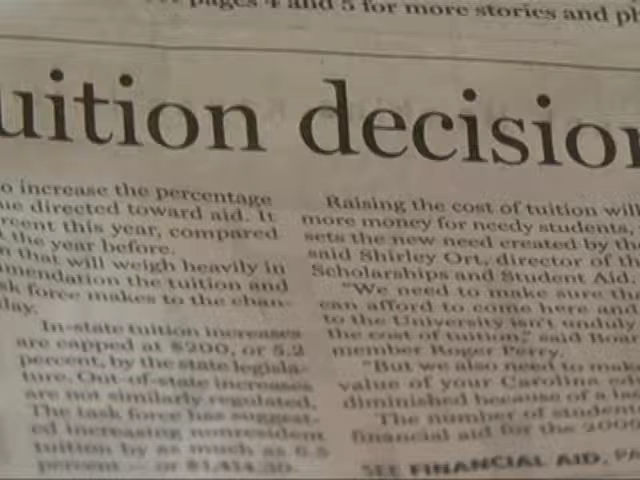 pages 4 and 5 for more stories and ph
uition decision
o increase the percentage
ue directed toward aid. It
rcent this year, compared
the year before.
n that will weigh heavily in
mmendation the tuition and
sk force makes to the chan-
day.
In-state tuition increases
are capped at $200, or 5.2
percent, by the state legisla-
ture. Out-of-state increases
are not similarly regulated.
The task force has suggest-
ed increasing nonresident
tuition by as much as 6.5
percent — or $1,414.30.
Raising the cost of tuition will
more money for needy students,
sets the new need created by th
said Shirley Ort, director of th
Scholarships and Student Aid.
"We need to make sure th
can afford to come here and
to the University isn't unduly
the cost of tuition," said Boar
member Roger Perry.
"But we also need to make
value of your Carolina ed
diminished because of a
The number of student
financial aid for the 2009
SEE FINANCIAL AID, PA